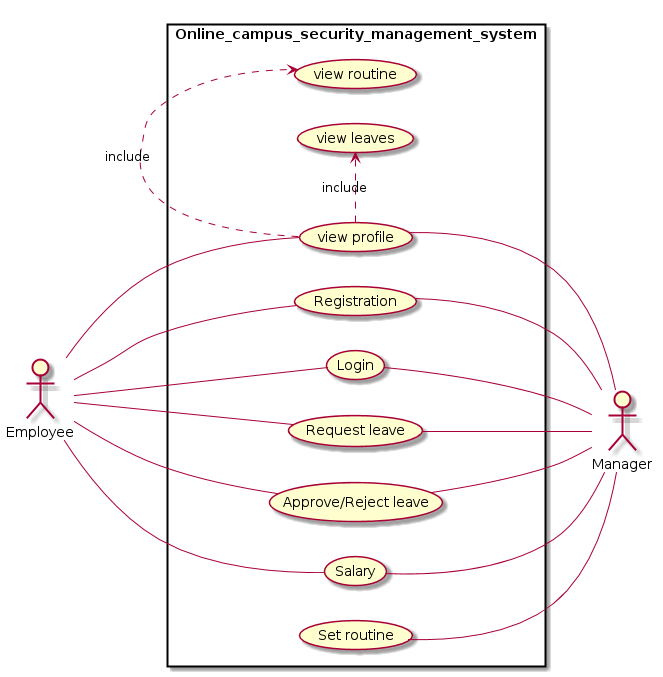 Online_campus_security_management_system
view routine
view leaves
include
include
view profile
Registration
Login
Employee
Request leave
Manager
Approve/Reject leave
Salary
Set routine